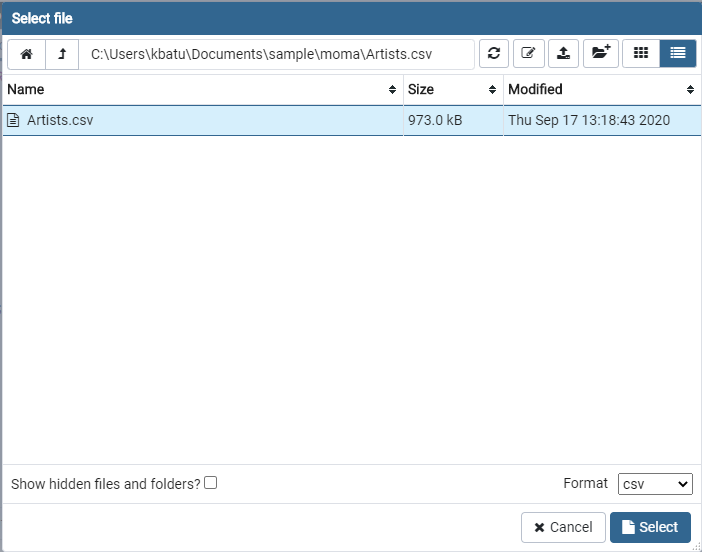 Select file
C:\Users\kbatu\Documents\sample\moma\Artists.csv
Name Size Modified
Artists.csv 973.0 kB Thu Sep 17 13:18:43 2020
Show hidden files and folders? Format csv
Cancel Select